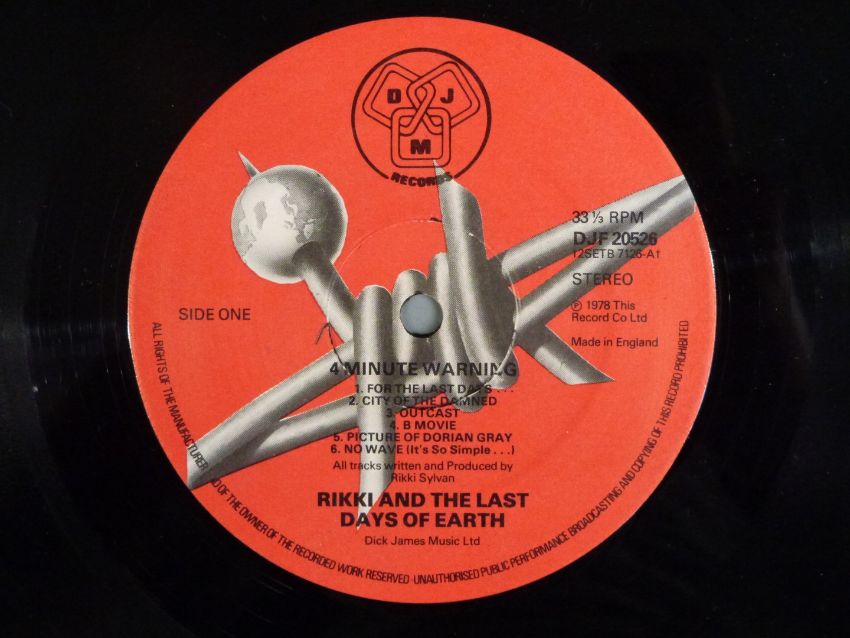 D J
M
RECORDS
33⅓ RPM
DJF 20526
12SETB 7126-A†
STEREO
℗ 1978 This
Record Co Ltd
Made in England
SIDE ONE
4 MINUTE WARNING
1. FOR THE LAST DAYS . . .
2. CITY OF THE DAMNED
3. OUTCAST
4. B MOVIE
5. PICTURE OF DORIAN GRAY
6. NO WAVE (It's So Simple . . .)
All tracks written and Produced by
Rikki Sylvan
RIKKI AND THE LAST
DAYS OF EARTH
Dick James Music Ltd
ALL RIGHTS OF THE MANUFACTURER AND OF THE OWNER OF THE RECORDED WORK RESERVED · UNAUTHORISED PUBLIC PERFORMANCE BROADCASTING AND COPYING OF THIS RECORD PROHIBITED